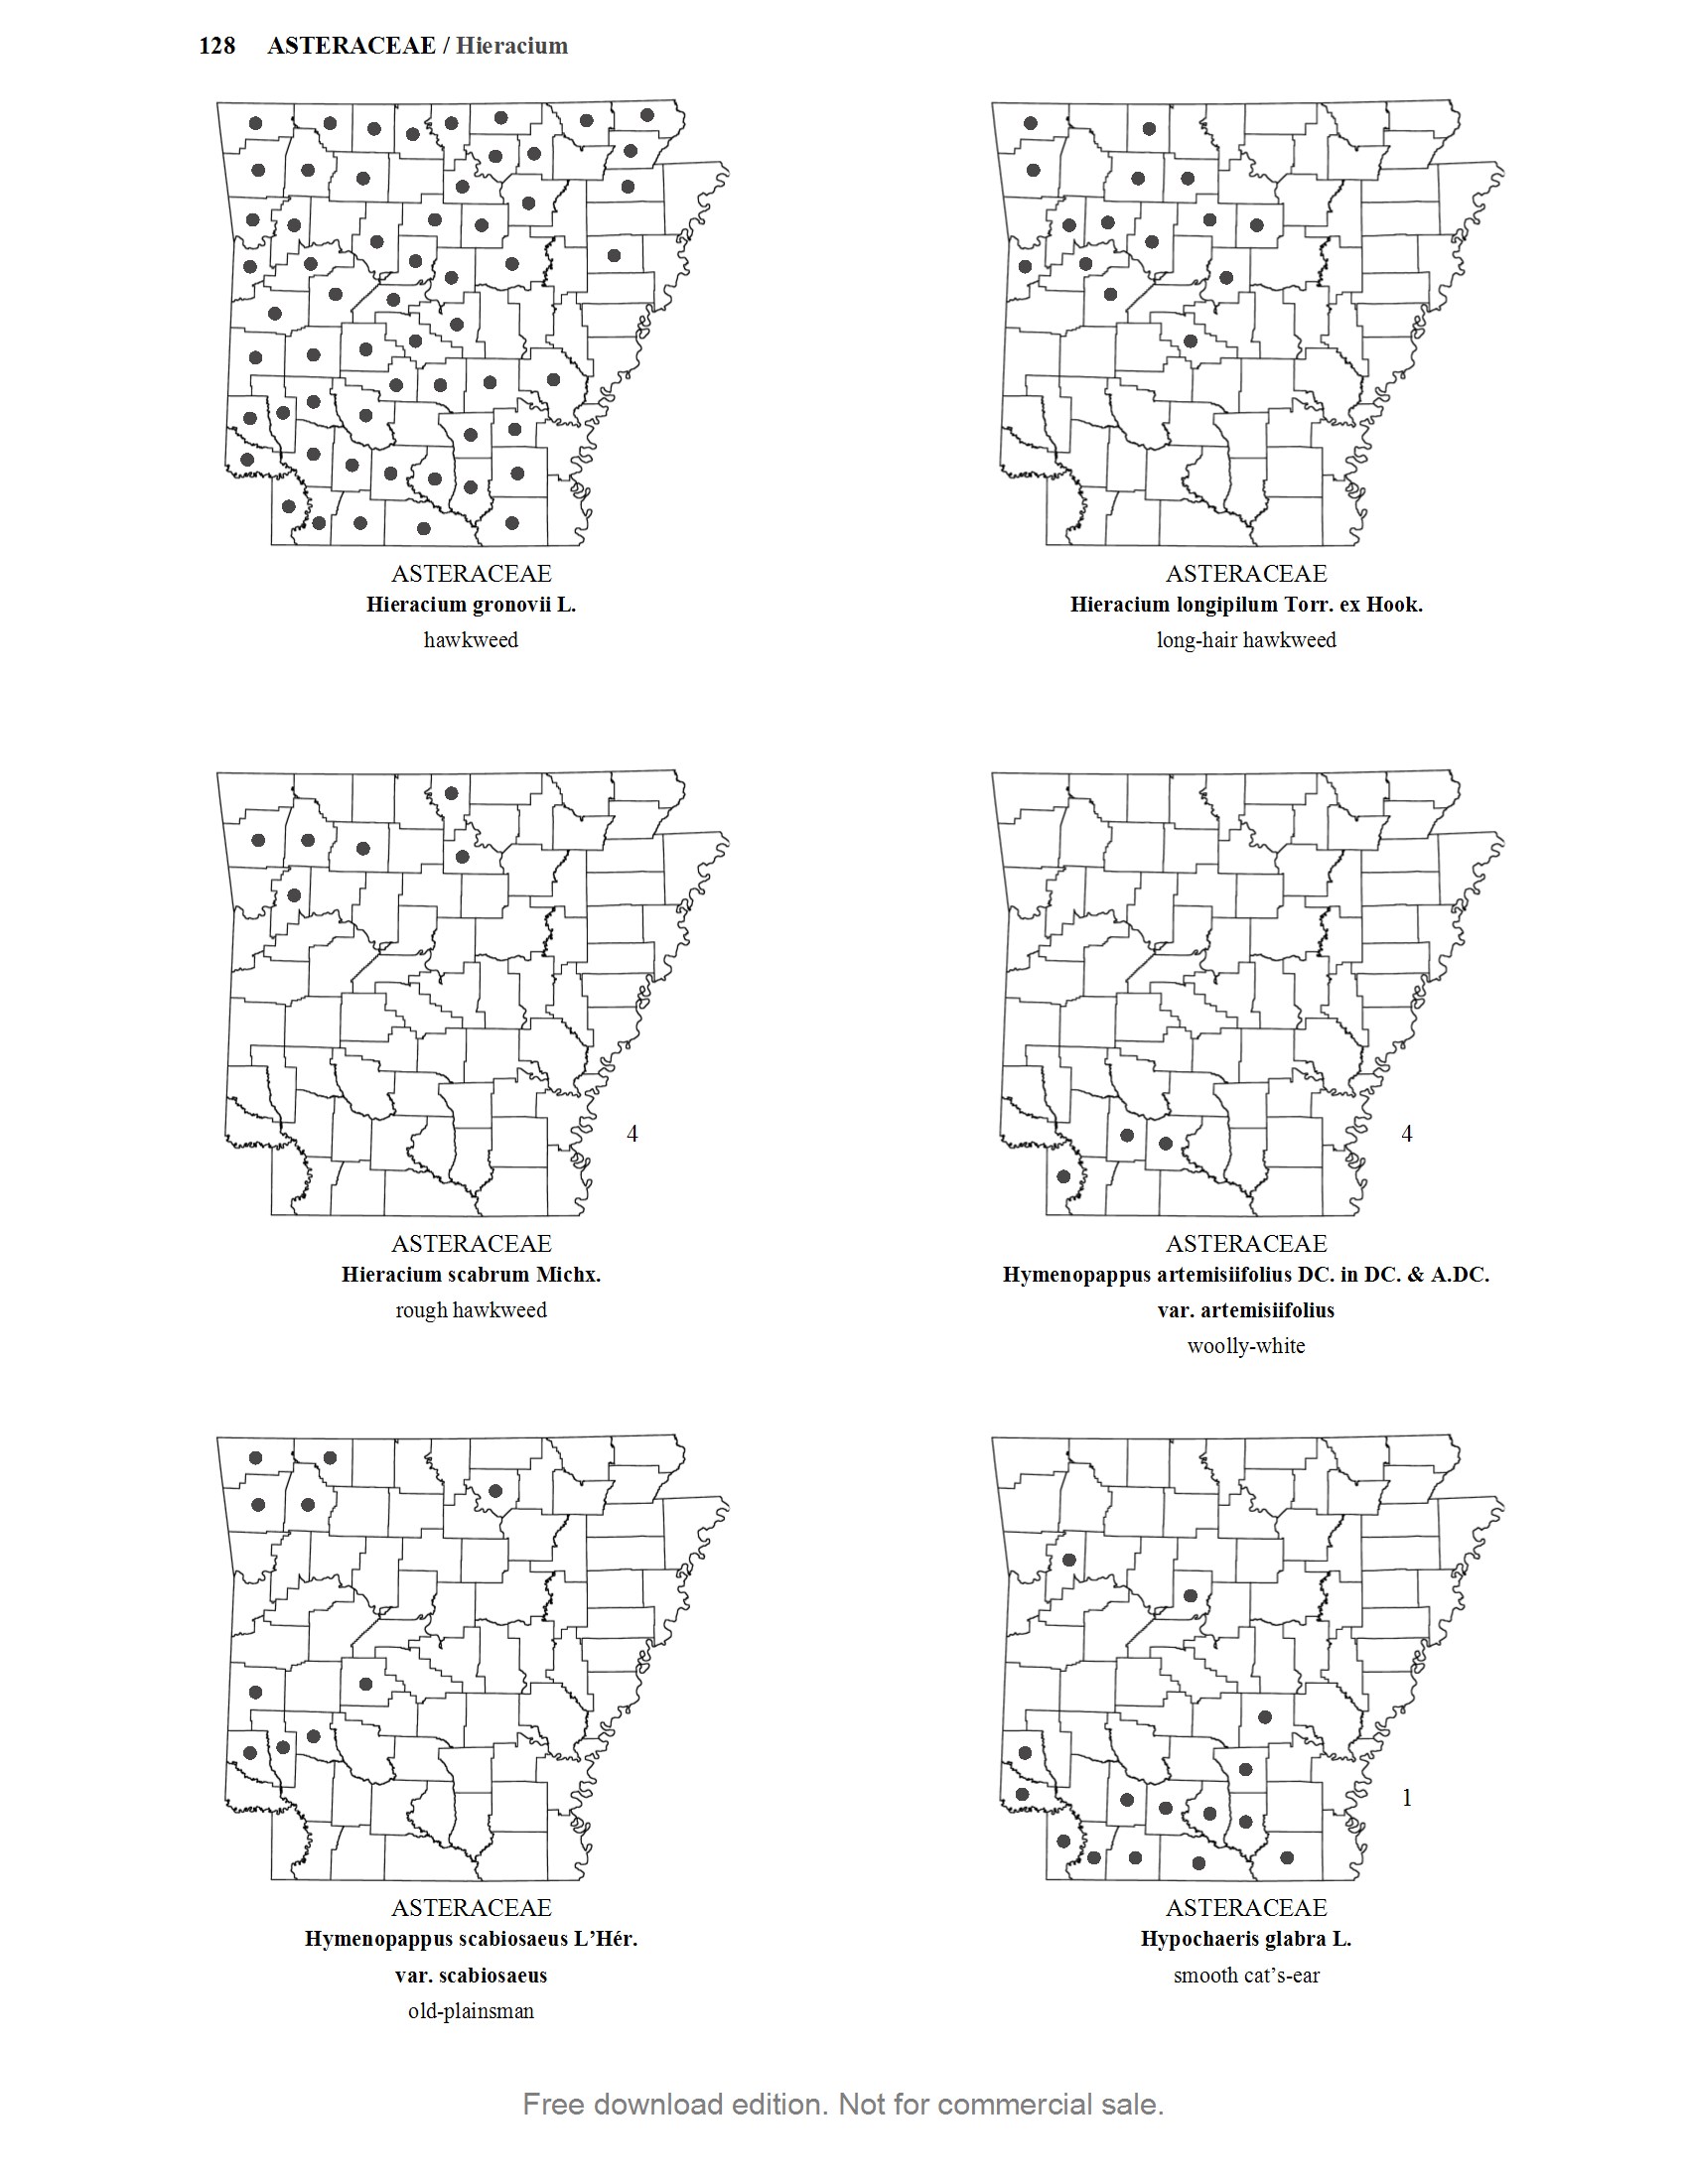 128 ASTERACEAE / Hieracium
ASTERACEAE
Hieracium gronovii L.
hawkweed
ASTERACEAE
Hieracium longipilum Torr. ex Hook.
long-hair hawkweed
4
ASTERACEAE
Hieracium scabrum Michx.
rough hawkweed
4
ASTERACEAE
Hymenopappus artemisiifolius DC. in DC. & A.DC.
var. artemisiifolius
woolly-white
ASTERACEAE
Hymenopappus scabiosaeus L’Hér.
var. scabiosaeus
old-plainsman
1
ASTERACEAE
Hypochaeris glabra L.
smooth cat’s-ear
Free download edition. Not for commercial sale.